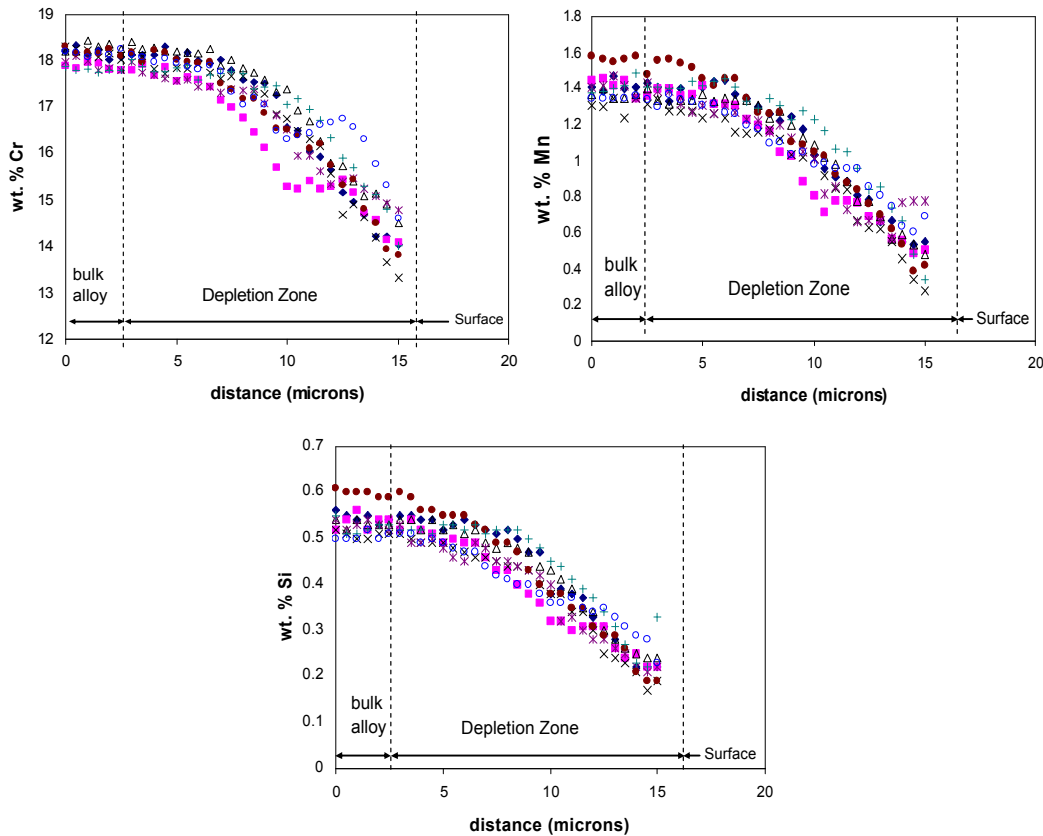 19
18
17
16
15
14
13
12
wt. % Cr
bulk
alloy
Depletion Zone
Surface
0 5 10 15 20
distance (microns)
1.8
1.6
1.4
1.2
1
0.8
0.6
0.4
0.2
0
wt. % Mn
bulk
alloy
Depletion Zone
Surface
0 5 10 15 20
distance (microns)
0.7
0.6
0.5
0.4
0.3
0.2
0.1
0
wt. % Si
bulk
alloy
Depletion Zone
Surface
0 5 10 15 20
distance (microns)